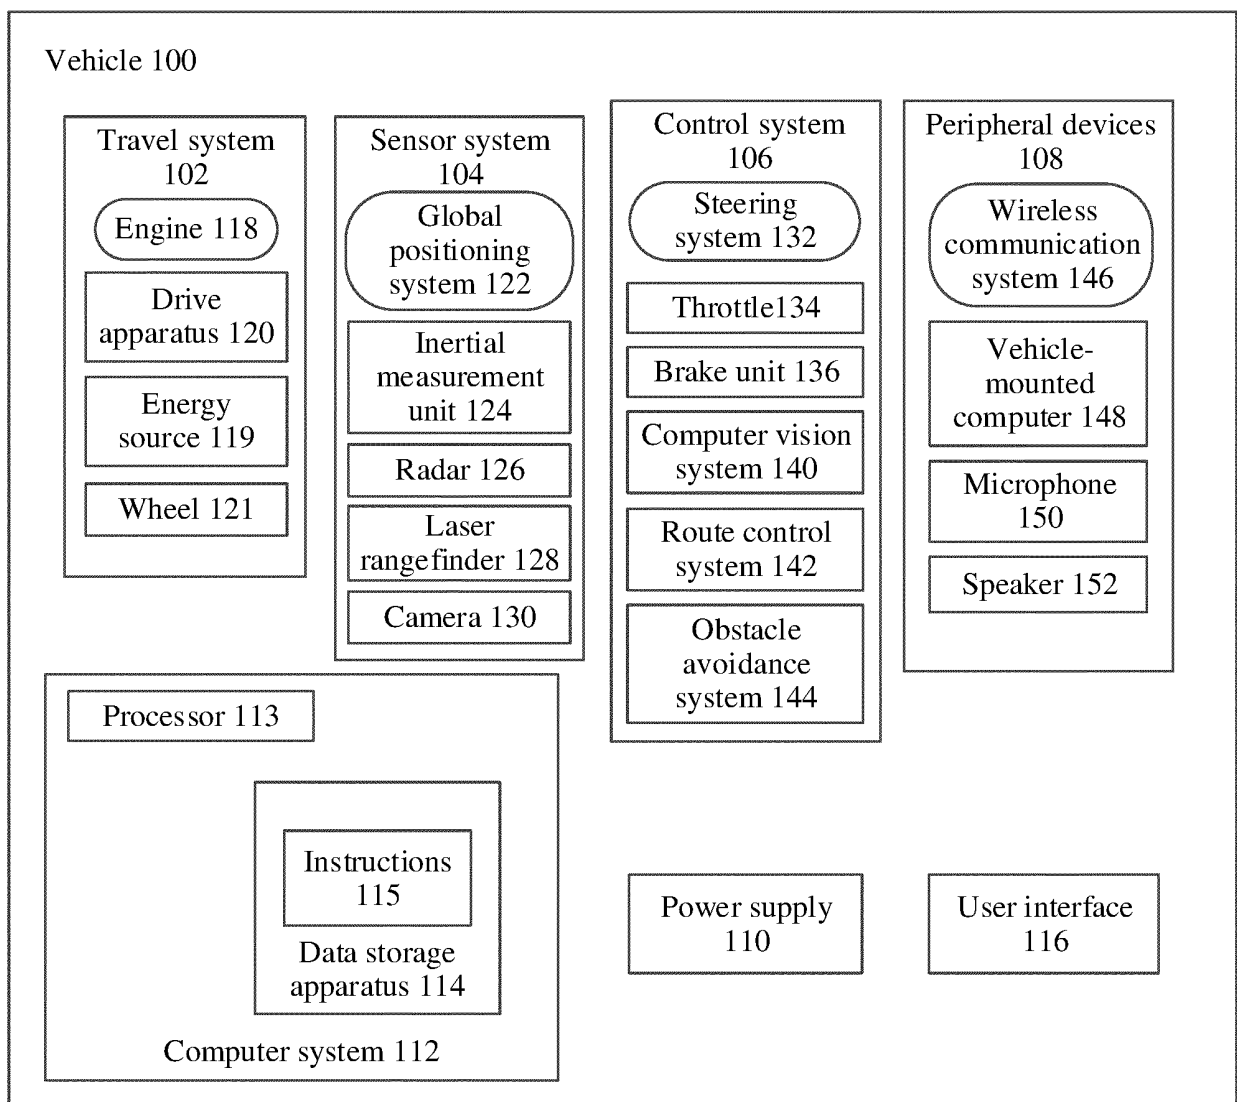 Vehicle 100
Travel system
102
Engine 118
Drive
apparatus 120
Energy
source 119
Wheel 121
Sensor system
104
Global
positioning
system 122
Inertial
measurement
unit 124
Radar 126
Laser
rangefinder 128
Camera 130
Control system
106
Steering
system 132
Throttle134
Brake unit 136
Computer vision
system 140
Route control
system 142
Obstacle
avoidance
system 144
Peripheral devices
108
Wireless
communication
system 146
Vehicle-
mounted
computer 148
Microphone
150
Speaker 152
Processor 113
Instructions
115
Data storage
apparatus 114
Computer system 112
Power supply
110
User interface
116